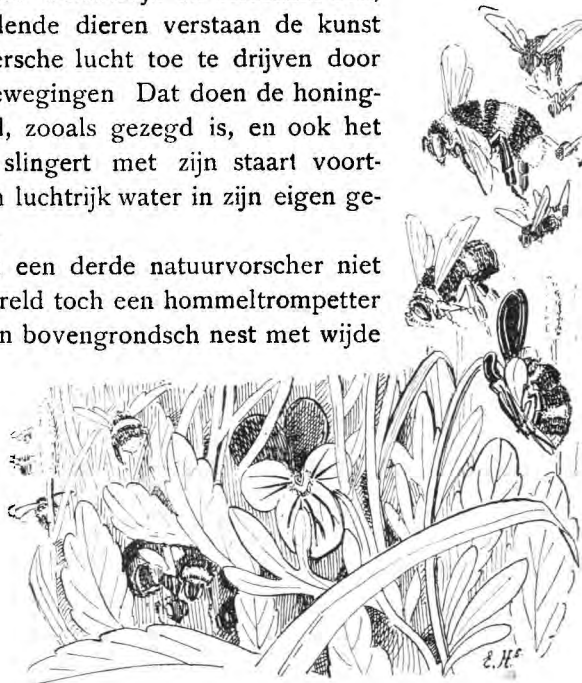 lende dieren verstaan de kunst
ersche lucht toe te drijven door
ewegingen Dat doen de honing-
l, zooals gezegd is, en ook het
slingert met zijn staart voort-
n luchtrijk water in zijn eigen ge-
een derde natuurvorscher niet
reld toch een hommeltrompetter
n bovengrondsch nest met wijde
E. Hs.